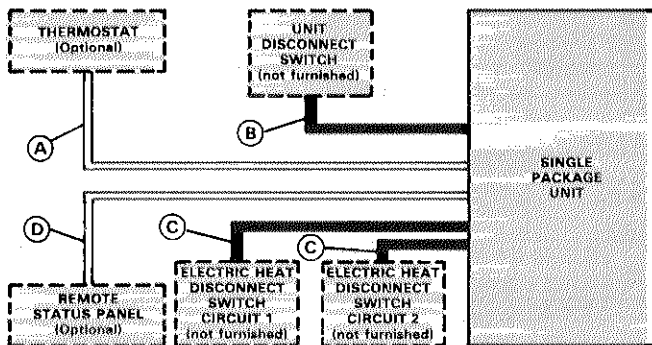 THERMOSTAT
(Optional)
UNIT
DISCONNECT
SWITCH
(not furnished)
A
B
SINGLE
PACKAGE
UNIT
D
C
C
REMOTE
STATUS PANEL
(Optional)
ELECTRIC HEAT
DISCONNECT
SWITCH
CIRCUIT 1
(not furnished)
ELECTRIC HEAT
DISCONNECT
SWITCH
CIRCUIT 2
(not furnished)